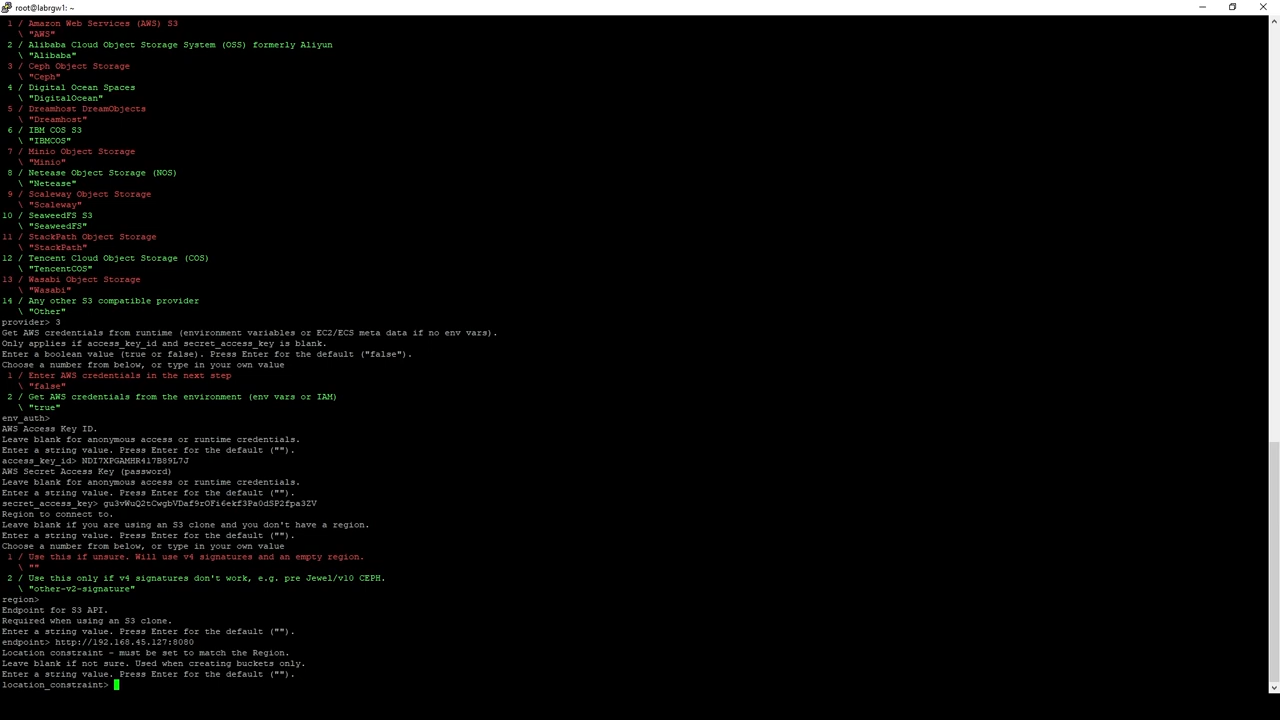 root@labrgw1: ~
1 / Amazon Web Services (AWS) S3
\ "AWS"
2 / Alibaba Cloud Object Storage System (OSS) formerly Aliyun
\ "Alibaba"
3 / Ceph Object Storage
\ "Ceph"
4 / Digital Ocean Spaces
\ "DigitalOcean"
5 / Dreamhost DreamObjects
\ "Dreamhost"
6 / IBM COS S3
\ "IBMCOS"
7 / Minio Object Storage
\ "Minio"
8 / Netease Object Storage (NOS)
\ "Netease"
9 / Scaleway Object Storage
\ "Scaleway"
10 / SeaweedFS S3
\ "SeaweedFS"
11 / StackPath Object Storage
\ "StackPath"
12 / Tencent Cloud Object Storage (COS)
\ "TencentCOS"
13 / Wasabi Object Storage
\ "Wasabi"
14 / Any other S3 compatible provider
\ "Other"
provider> 3
Get AWS credentials from runtime (environment variables or EC2/ECS meta data if no env vars).
Only applies if access_key_id and secret_access_key is blank.
Enter a boolean value (true or false). Press Enter for the default ("false").
Choose a number from below, or type in your own value
1 / Enter AWS credentials in the next step
\ "false"
2 / Get AWS credentials from the environment (env vars or IAM)
\ "true"
env_auth>
AWS Access Key ID.
Leave blank for anonymous access or runtime credentials.
Enter a string value. Press Enter for the default ("").
access_key_id> NDI7XPGAMHR417B89L7J
AWS Secret Access Key (password)
Leave blank for anonymous access or runtime credentials.
Enter a string value. Press Enter for the default ("").
secret_access_key> gu3vWuQ2tCwgbVDaf9rOFi6ekf3Pa0dSP2fpa3ZV
Region to connect to.
Leave blank if you are using an S3 clone and you don't have a region.
Enter a string value. Press Enter for the default ("").
Choose a number from below, or type in your own value
1 / Use this if unsure. Will use v4 signatures and an empty region.
\ ""
2 / Use this only if v4 signatures don't work, e.g. pre Jewel/v10 CEPH.
\ "other-v2-signature"
region>
Endpoint for S3 API.
Required when using an S3 clone.
Enter a string value. Press Enter for the default ("").
endpoint> http://192.168.45.127:8080
Location constraint - must be set to match the Region.
Leave blank if not sure. Used when creating buckets only.
Enter a string value. Press Enter for the default ("").
location_constraint>